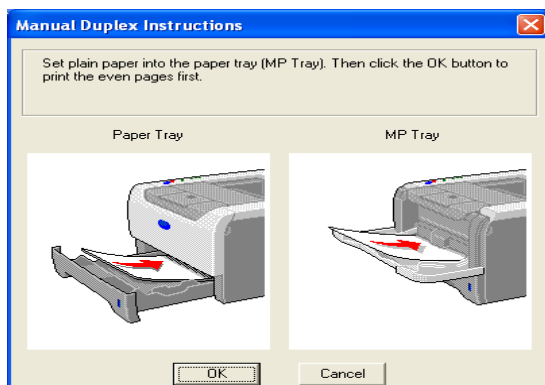 Manual Duplex Instructions
Set plain paper into the paper tray (MP Tray). Then click the OK button to
print the even pages first.
Paper Tray
MP Tray
OK
Cancel